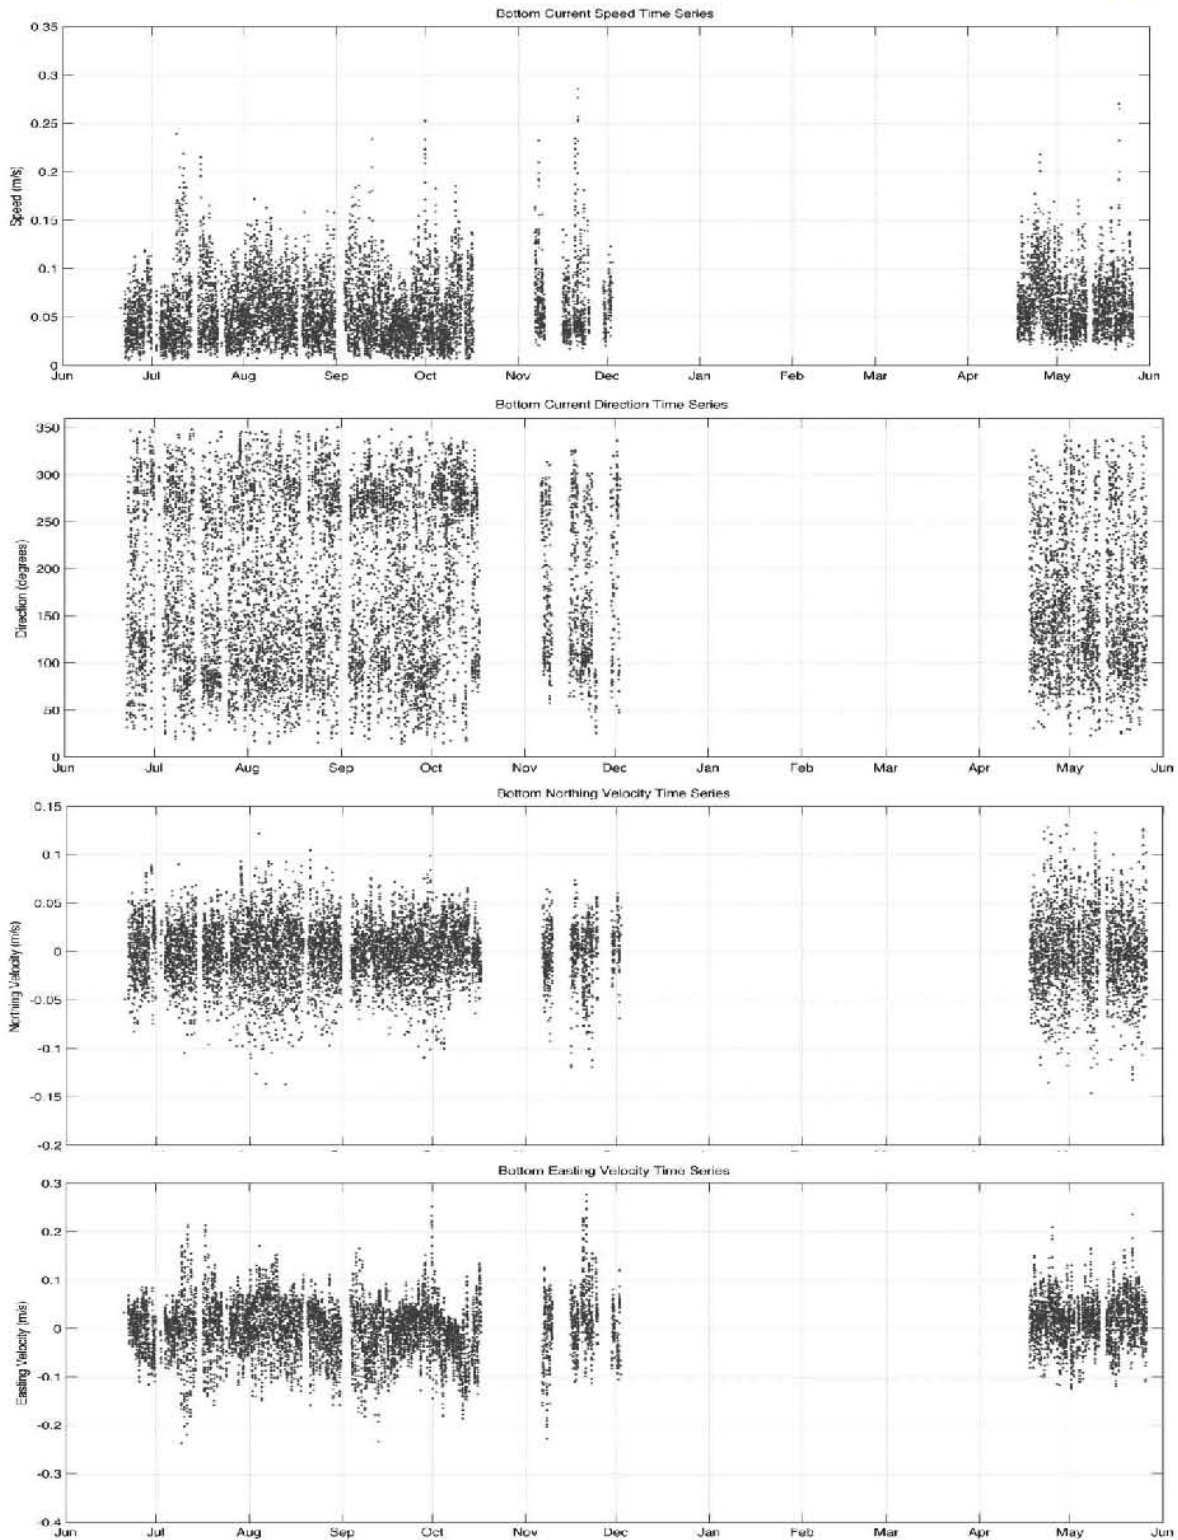 Bottom Current Speed Time Series
0.35
0.3
0.25
0.2
0.15
0.1
0.05
0
Speed (m/s)
Jun Jul Aug Sep Oct Nov Dec Jan Feb Mar Apr May Jun
Bottom Current Direction Time Series
350
300
250
200
150
100
50
0
Direction (degrees)
Jun Jul Aug Sep Oct Nov Dec Jan Feb Mar Apr May Jun
Bottom Northing Velocity Time Series
0.15
0.1
0.05
0
-0.05
-0.1
-0.15
-0.2
Northing Velocity (m/s)
Bottom Easting Velocity Time Series
0.3
0.2
0.1
0
-0.1
-0.2
-0.3
-0.4
Easting Velocity (m/s)
Jun Jul Aug Sep Oct Nov Dec Jan Feb Mar Apr May Jun